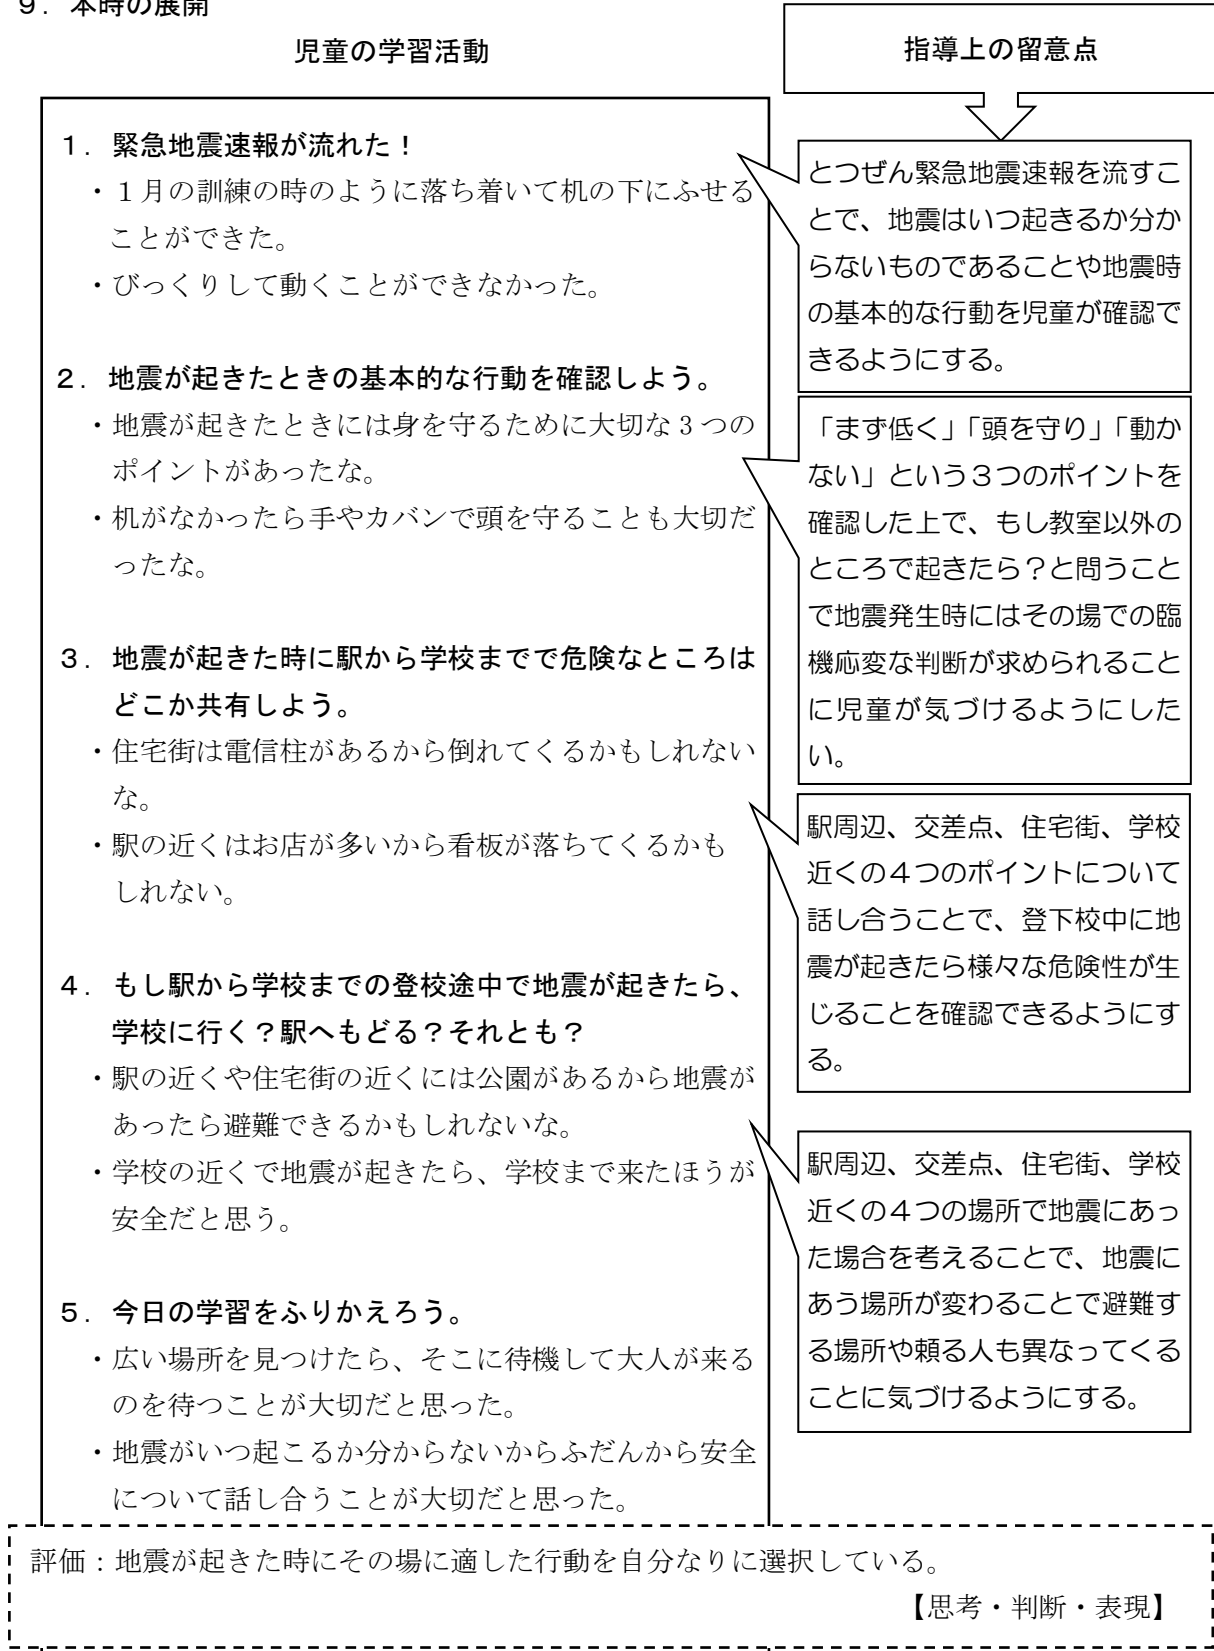 ９．本時の展開
児童の学習活動
指導上の留意点
１．緊急地震速報が流れた！
・１月の訓練の時のように落ち着いて机の下にふせる
ことができた。
・びっくりして動くことができなかった。
２．地震が起きたときの基本的な行動を確認しよう。
・地震が起きたときには身を守るために大切な３つの
ポイントがあったな。
・机がなかったら手やカバンで頭を守ることも大切だ
ったな。
３．地震が起きた時に駅から学校までで危険なところは
どこか共有しよう。
・住宅街は電信柱があるから倒れてくるかもしれない
な。
・駅の近くはお店が多いから看板が落ちてくるかも
しれない。
４．もし駅から学校までの登校途中で地震が起きたら、
学校に行く？駅へもどる？それとも？
・駅の近くや住宅街の近くには公園があるから地震が
あったら避難できるかもしれないな。
・学校の近くで地震が起きたら、学校まで来たほうが
安全だと思う。
５．今日の学習をふりかえろう。
・広い場所を見つけたら、そこに待機して大人が来る
のを待つことが大切だと思った。
・地震がいつ起こるか分からないからふだんから安全
について話し合うことが大切だと思った。
とつぜん緊急地震速報を流すこ
とで、地震はいつ起きるか分か
らないものであることや地震時
の基本的な行動を児童が確認で
きるようにする。
「まず低く」「頭を守り」「動か
ない」という３つのポイントを
確認した上で、もし教室以外の
ところで起きたら？と問うこと
で地震発生時にはその場での臨
機応変な判断が求められること
に児童が気づけるようにした
い。
駅周辺、交差点、住宅街、学校
近くの４つのポイントについて
話し合うことで、登下校中に地
震が起きたら様々な危険性が生
じることを確認できるようにす
る。
駅周辺、交差点、住宅街、学校
近くの４つの場所で地震にあっ
た場合を考えることで、地震に
あう場所が変わることで避難す
る場所や頼る人も異なってくる
ことに気づけるようにする。
評価：地震が起きた時にその場に適した行動を自分なりに選択している。
【思考・判断・表現】